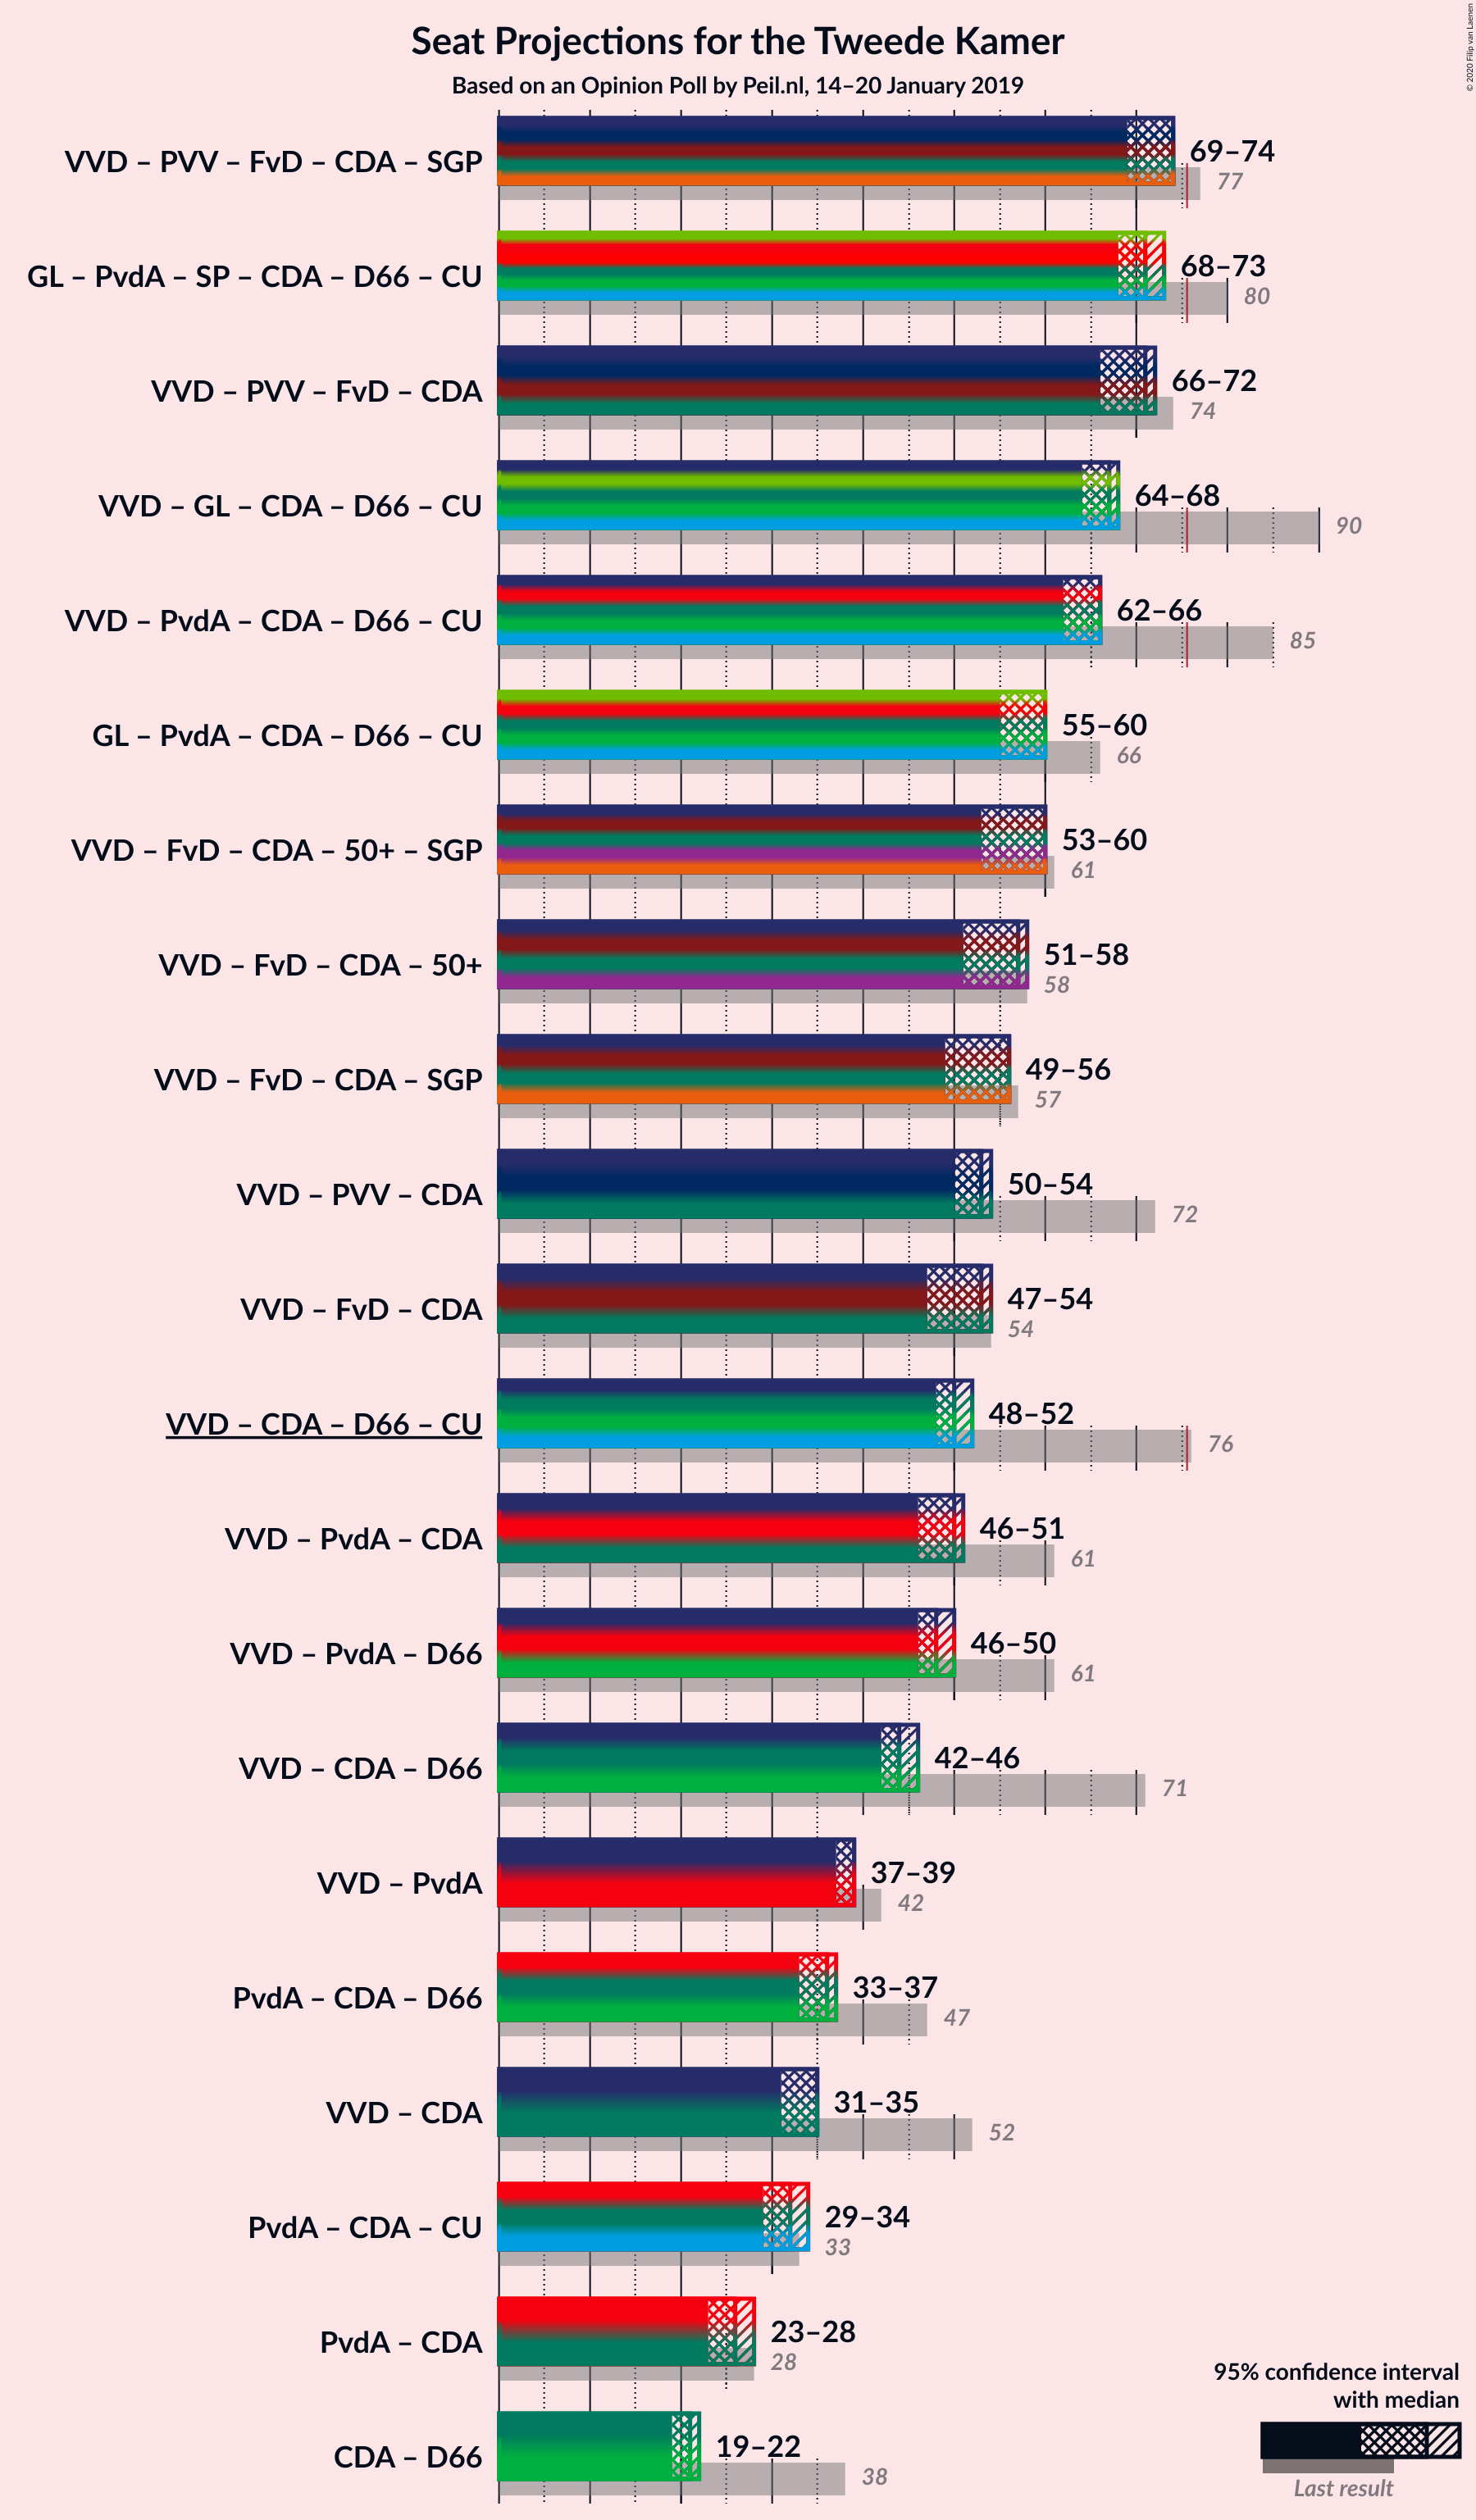 Seat Projections for the Tweede Kamer
Based on an Opinion Poll by Peil.nl, 14–20 January 2019
© 2020 Filip van Laenen
VVD – PVV – FvD – CDA – SGP
69–74
77
GL – PvdA – SP – CDA – D66 – CU
68–73
80
VVD – PVV – FvD – CDA
66–72
74
VVD – GL – CDA – D66 – CU
64–68
90
VVD – PvdA – CDA – D66 – CU
62–66
85
GL – PvdA – CDA – D66 – CU
55–60
66
VVD – FvD – CDA – 50+ – SGP
53–60
61
VVD – FvD – CDA – 50+
51–58
58
VVD – FvD – CDA – SGP
49–56
57
VVD – PVV – CDA
50–54
72
VVD – FvD – CDA
47–54
54
VVD – CDA – D66 – CU
48–52
76
VVD – PvdA – CDA
46–51
61
VVD – PvdA – D66
46–50
61
VVD – CDA – D66
42–46
71
VVD – PvdA
37–39
42
PvdA – CDA – D66
33–37
47
VVD – CDA
31–35
52
PvdA – CDA – CU
29–34
33
PvdA – CDA
23–28
28
CDA – D66
19–22
38
95% confidence interval
with median
Last result